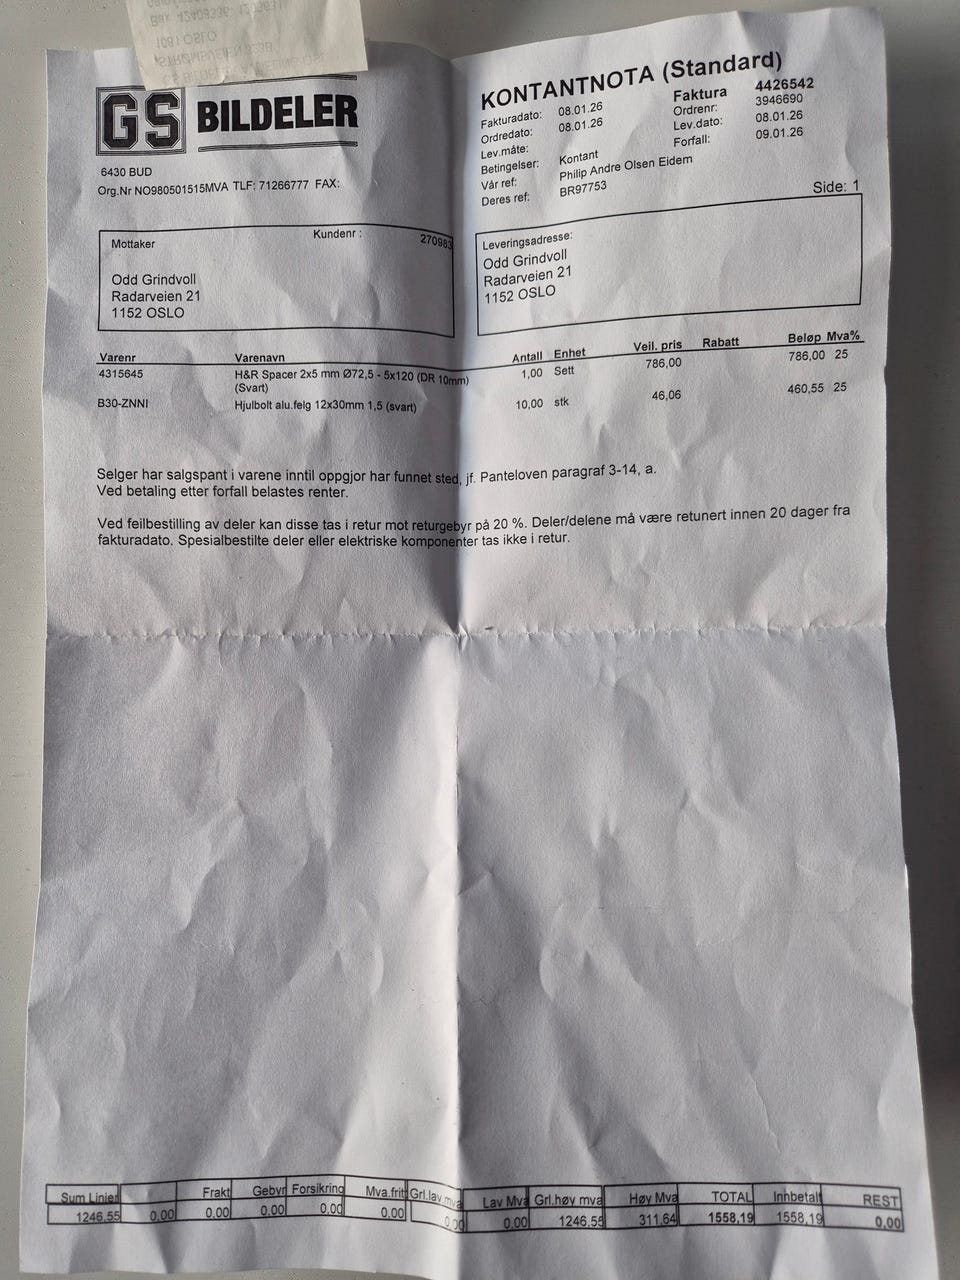 GS BILDELER
6430 BUD
Org.Nr NO980501515MVA TLF: 71266777 FAX:
KONTANTNOTA (Standard)
Fakturadato: 08.01.26 Faktura 4426542
Ordredato: 08.01.26 Ordrenr: 3946690
Lev.måte: Lev.dato: 08.01.26
Betingelser: Kontant Forfall: 09.01.26
Vår ref: Philip Andre Olsen Eidem
Deres ref: BR97753
Side: 1
Mottaker Kundenr : 270983
Odd Grindvoll
Radarveien 21
1152 OSLO
Leveringsadresse:
Odd Grindvoll
Radarveien 21
1152 OSLO
Varenr Varenavn Antall Enhet Veil. pris Rabatt Beløp Mva%
4315645 H&R Spacer 2x5 mm Ø72,5 - 5x120 (DR 10mm) 1,00 Sett 786,00 786,00 25
(Svart)
B30-ZNNI Hjulbolt alu.felg 12x30mm 1,5 (svart) 10,00 stk 46,06 460,55 25
Selger har salgspant i varene inntil oppgjor har funnet sted, jf. Panteloven paragraf 3-14, a.
Ved betaling etter forfall belastes renter.
Ved feilbestilling av deler kan disse tas i retur mot returgebyr på 20 %. Deler/delene må være retunert innen 20 dager fra
fakturadato. Spesialbestilte deler eller elektriske komponenter tas ikke i retur.
Sum Linier Frakt Gebyr Forsikring Mva.fritt Grl.lav mva Lav Mva Grl.høy mva Høy Mva TOTAL Innbetalt REST
1246,55 0,00 0,00 0,00 0,00 0,00 0,00 0,00 1246,55 311,64 1558,19 1558,19 0,00